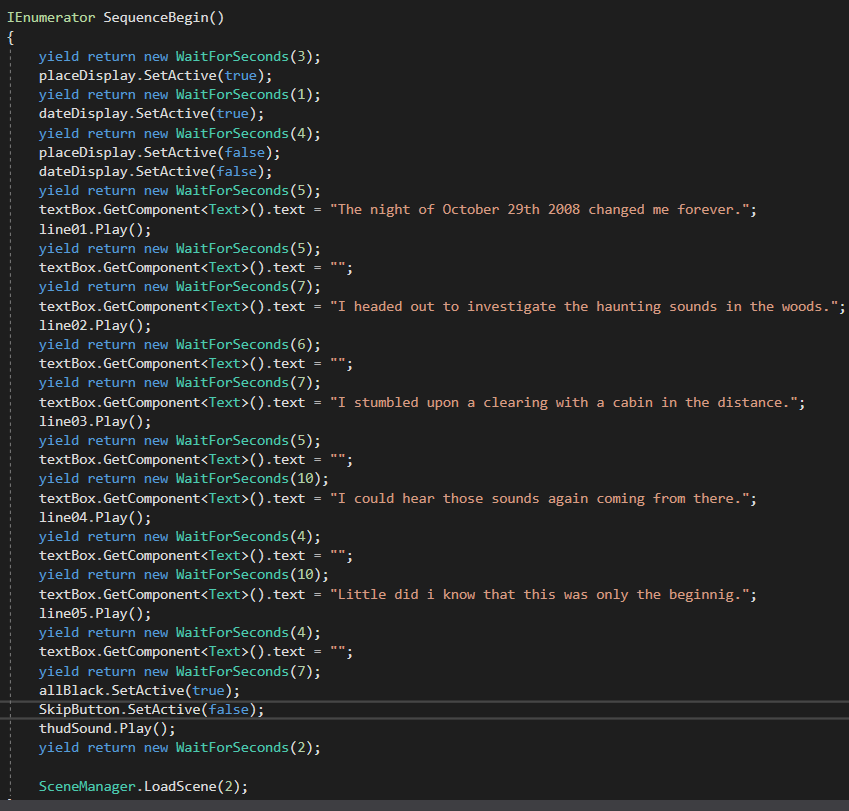 IEnumerator SequenceBegin()
{
yield return new WaitForSeconds(3);
placeDisplay.SetActive(true);
yield return new WaitForSeconds(1);
dateDisplay.SetActive(true);
yield return new WaitForSeconds(4);
placeDisplay.SetActive(false);
dateDisplay.SetActive(false);
yield return new WaitForSeconds(5);
textBox.GetComponent<Text>().text = "The night of October 29th 2008 changed me forever.";
line01.Play();
yield return new WaitForSeconds(5);
textBox.GetComponent<Text>().text = "";
yield return new WaitForSeconds(7);
textBox.GetComponent<Text>().text = "I headed out to investigate the haunting sounds in the woods.";
line02.Play();
yield return new WaitForSeconds(6);
textBox.GetComponent<Text>().text = "";
yield return new WaitForSeconds(7);
textBox.GetComponent<Text>().text = "I stumbled upon a clearing with a cabin in the distance.";
line03.Play();
yield return new WaitForSeconds(5);
textBox.GetComponent<Text>().text = "";
yield return new WaitForSeconds(10);
textBox.GetComponent<Text>().text = "I could hear those sounds again coming from there.";
line04.Play();
yield return new WaitForSeconds(4);
textBox.GetComponent<Text>().text = "";
yield return new WaitForSeconds(10);
textBox.GetComponent<Text>().text = "Little did i know that this was only the beginnig.";
line05.Play();
yield return new WaitForSeconds(4);
textBox.GetComponent<Text>().text = "";
yield return new WaitForSeconds(7);
allBlack.SetActive(true);
SkipButton.SetActive(false);
thudSound.Play();
yield return new WaitForSeconds(2);
SceneManager.LoadScene(2);